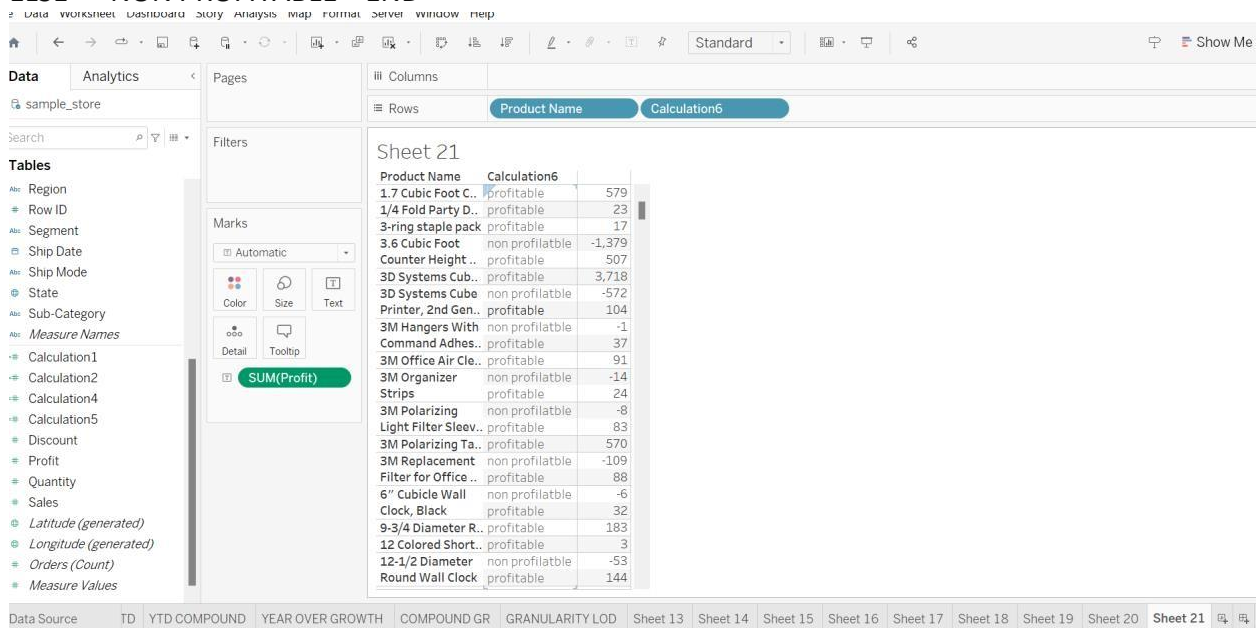 Data Worksheet Dashboard Story Analysis Map Format Server Window Help
Standard
Show Me
Data Analytics
sample_store
Search
Tables
Abc Region
# Row ID
Abc Segment
Ship Date
Abc Ship Mode
State
Abc Sub-Category
Abc Measure Names
=# Calculation1
=# Calculation2
=# Calculation4
=# Calculation5
# Discount
# Profit
# Quantity
# Sales
Latitude (generated)
Longitude (generated)
# Orders (Count)
# Measure Values
Pages
Filters
Marks
Automatic
Color Size Text
Detail Tooltip
SUM(Profit)
Columns
Rows Product Name Calculation6
Sheet 21
Product Name Calculation6
1.7 Cubic Foot C.. profitable 579
1/4 Fold Party D.. profitable 23
3-ring staple pack profitable 17
3.6 Cubic Foot non profilatble -1,379
Counter Height .. profitable 507
3D Systems Cub.. profitable 3,718
3D Systems Cube non profilatble -572
Printer, 2nd Gen.. profitable 104
3M Hangers With non profilatble -1
Command Adhes.. profitable 37
3M Office Air Cle.. profitable 91
3M Organizer non profilatble -14
Strips profitable 24
3M Polarizing non profilatble -8
Light Filter Sleev.. profitable 83
3M Polarizing Ta.. profitable 570
3M Replacement non profilatble -109
Filter for Office .. profitable 88
6" Cubicle Wall non profilatble -6
Clock, Black profitable 32
9-3/4 Diameter R.. profitable 183
12 Colored Short.. profitable 3
12-1/2 Diameter non profilatble -53
Round Wall Clock profitable 144
Data Source TD YTD COMPOUND YEAR OVER GROWTH COMPOUND GR GRANULARITY LOD Sheet 13 Sheet 14 Sheet 15 Sheet 16 Sheet 17 Sheet 18 Sheet 19 Sheet 20 Sheet 21